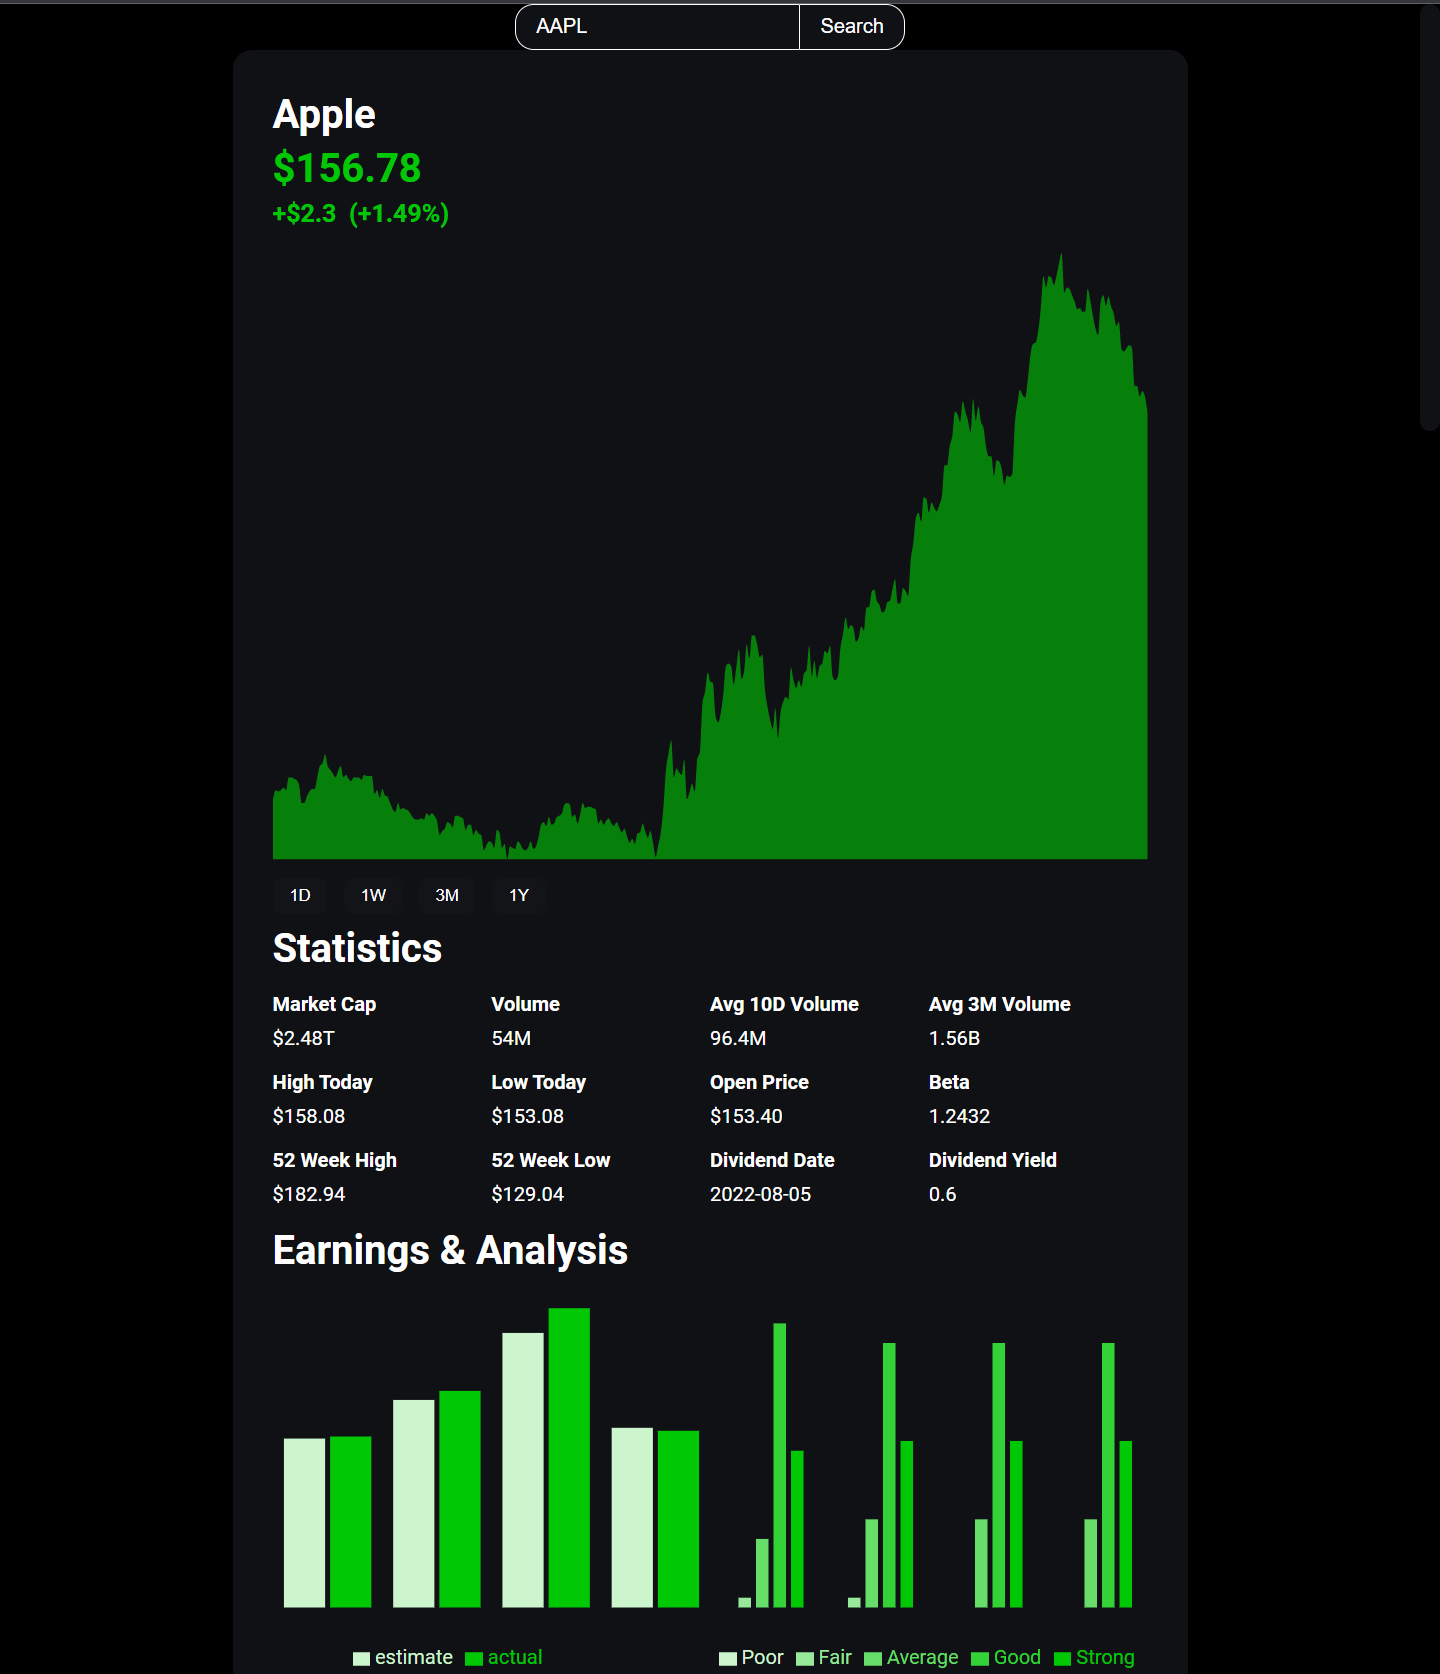 AAPL Search
Apple
$156.78
+$2.3 (+1.49%)
1D 1W 3M 1Y
Statistics
Market Cap Volume Avg 10D Volume Avg 3M Volume
$2.48T 54M 96.4M 1.56B
High Today Low Today Open Price Beta
$158.08 $153.08 $153.40 1.2432
52 Week High 52 Week Low Dividend Date Dividend Yield
$182.94 $129.04 2022-08-05 0.6
Earnings & Analysis
estimate actual Poor Fair Average Good Strong